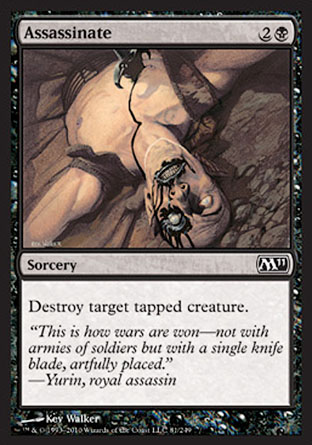 Assassinate 2
Sorcery M11
Destroy target tapped creature.
“This is how wars are won—not with
armies of soldiers but with a single knife
blade, artfully placed.”
—Yurin, royal assassin
Kev Walker
™ & © 1993–2010 Wizards of the Coast LLC 81/249